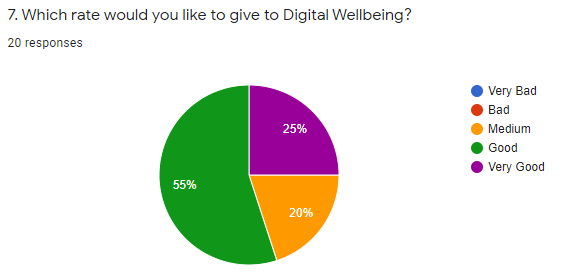 7. Which rate would you like to give to Digital Wellbeing?
20 responses
25%
55%
20%
Very Bad
Bad
Medium
Good
Very Good